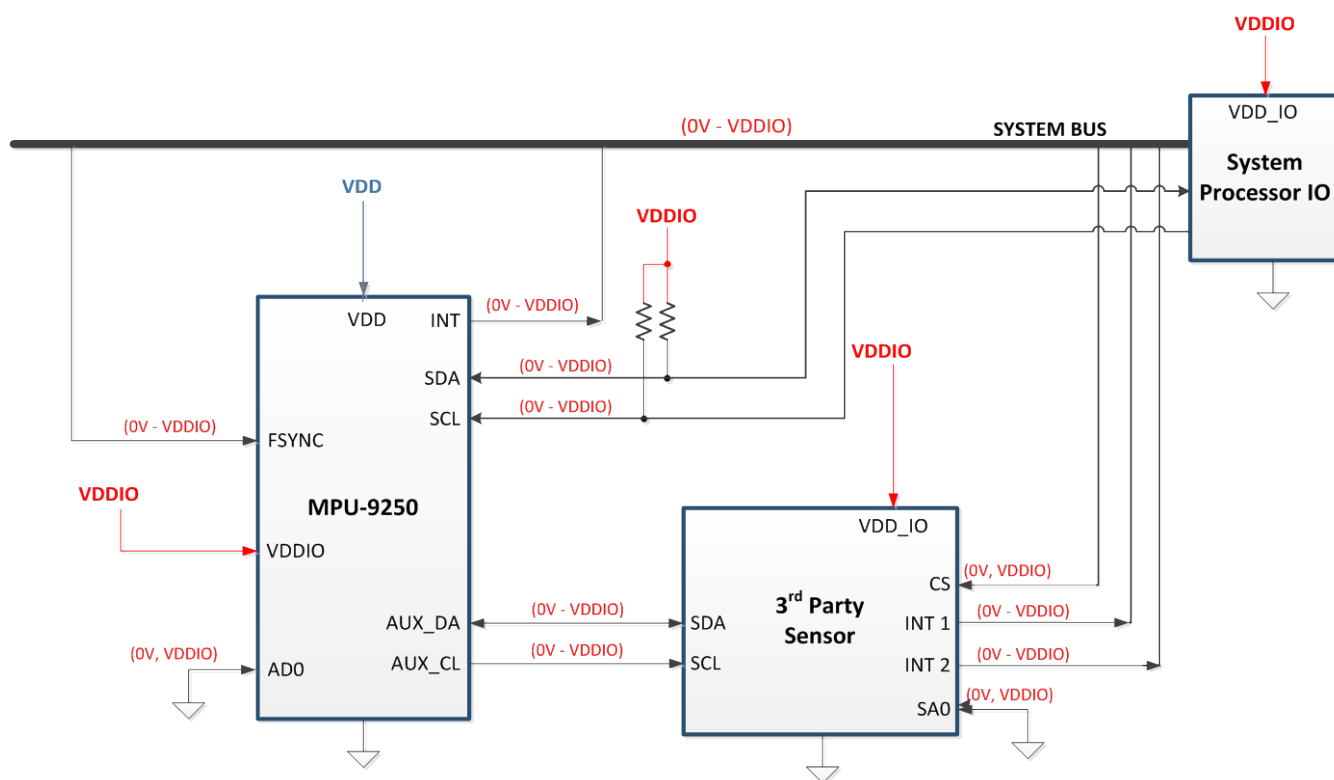 VDDIO
VDD_IO
(0V - VDDIO)
SYSTEM BUS
System
Processor IO
VDD
VDDIO
VDD
INT
(0V - VDDIO)
SDA
(0V - VDDIO)
SCL
(0V - VDDIO)
(0V - VDDIO)
FSYNC
MPU-9250
VDDIO
VDDIO
AUX_DA
(0V - VDDIO)
AUX_CL
(0V - VDDIO)
(0V, VDDIO)
AD0
VDDIO
VDD_IO
CS
(0V, VDDIO)
3rd Party
Sensor
SDA
INT 1
(0V - VDDIO)
SCL
INT 2
(0V - VDDIO)
SA0
(0V, VDDIO)